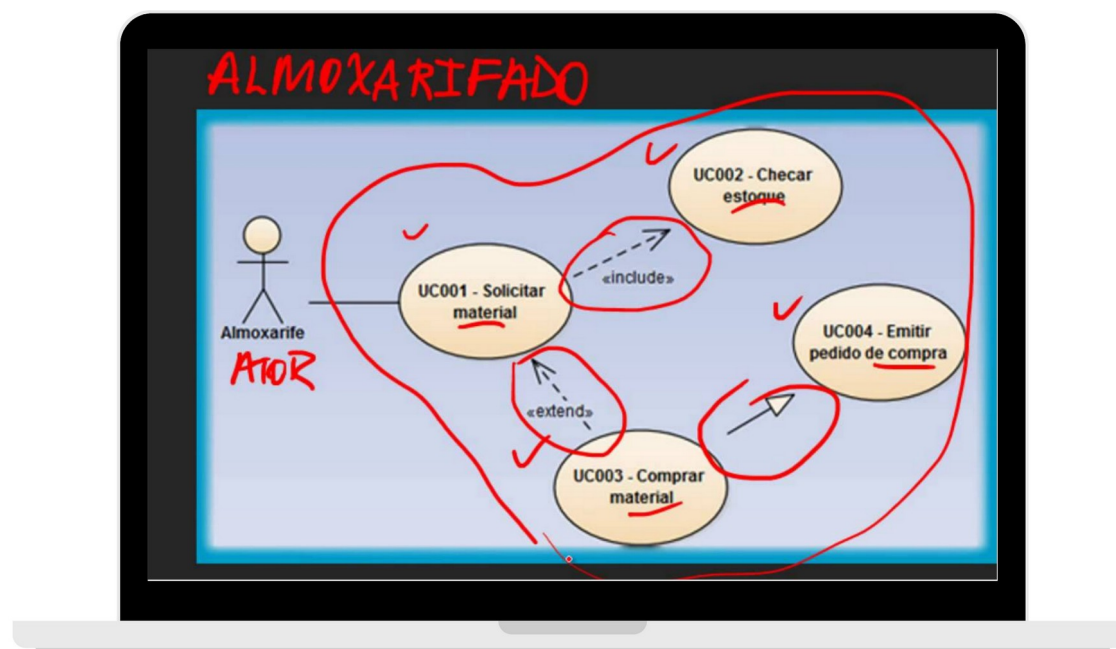 ALMOXARIFADO
UC002 - Checar
estoque
«include»
UC001 - Solicitar
material
Almoxarife
ATOR
UC004 - Emitir
pedido de compra
«extend»
UC003 - Comprar
material